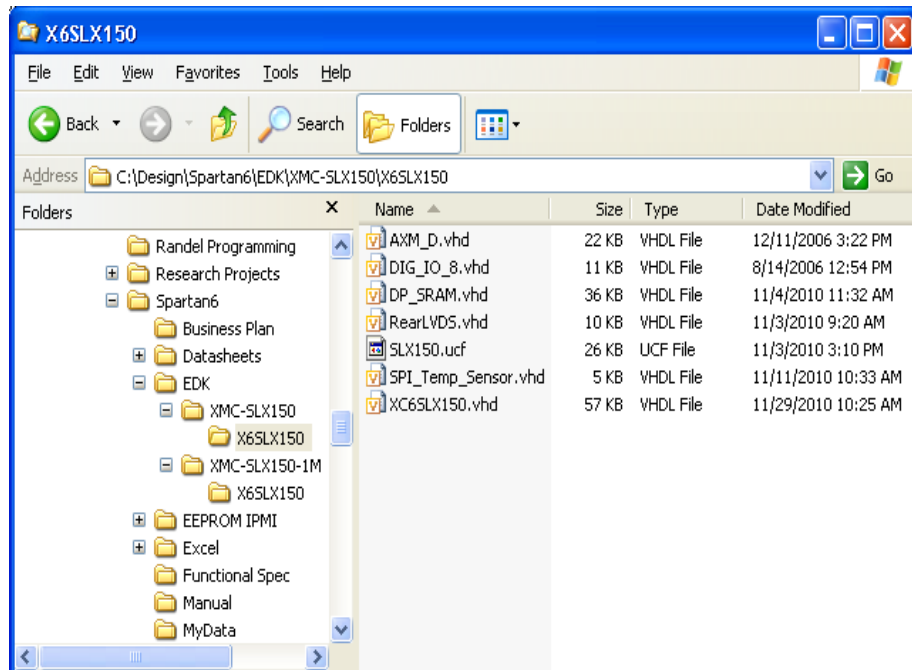 X6SLX150
File Edit View Favorites Tools Help
Back Search Folders
Address C:\Design\Spartan6\EDK\XMC-SLX150\X6SLX150 Go
Folders x Name Size Type Date Modified
Randel Programming
Research Projects
Spartan6
Business Plan
Datasheets
EDK
XMC-SLX150
X6SLX150
XMC-SLX150-1M
X6SLX150
EEPROM IPMI
Excel
Functional Spec
Manual
MyData
AXM_D.vhd 22 KB VHDL File 12/11/2006 3:22 PM
DIG_IO_8.vhd 11 KB VHDL File 8/14/2006 12:54 PM
DP_SRAM.vhd 36 KB VHDL File 11/4/2010 11:32 AM
RearLVDS.vhd 10 KB VHDL File 11/3/2010 9:20 AM
SLX150.ucf 26 KB UCF File 11/3/2010 3:10 PM
SPI_Temp_Sensor.vhd 5 KB VHDL File 11/11/2010 10:33 AM
XC6SLX150.vhd 57 KB VHDL File 11/29/2010 10:25 AM